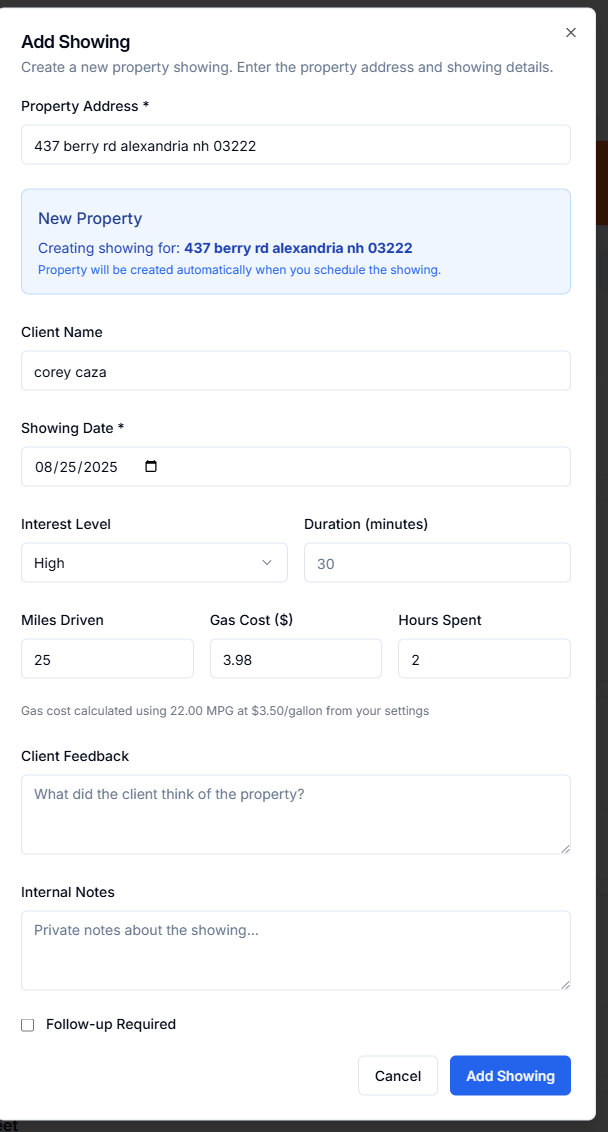 Add Showing
Create a new property showing. Enter the property address and showing details.
Property Address *
437 berry rd alexandria nh 03222
New Property
Creating showing for: 437 berry rd alexandria nh 03222
Property will be created automatically when you schedule the showing.
Client Name
corey caza
Showing Date *
08/25/2025
Interest Level
Duration (minutes)
High
30
Miles Driven
Gas Cost ($)
Hours Spent
25
3.98
2
Gas cost calculated using 22.00 MPG at $3.50/gallon from your settings
Client Feedback
What did the client think of the property?
Internal Notes
Private notes about the showing...
Follow-up Required
Cancel
Add Showing